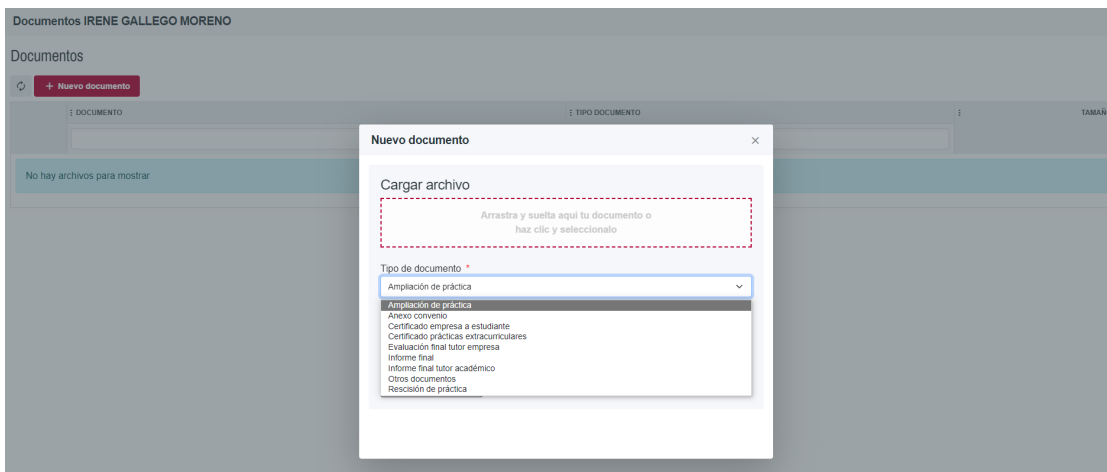 Documentos IRENE GALLEGO MORENO
Documentos
+ Nuevo documento
DOCUMENTO
TIPO DOCUMENTO
TAMAÑ
No hay archivos para mostrar
Nuevo documento
×
Cargar archivo
Arrastra y suelta aqui tu documento o
haz clic y seleccionalo
Tipo de documento *
Ampliación de práctica
Ampliación de práctica
Anexo convenio
Certificado empresa a estudiante
Certificado prácticas extracurriculares
Evaluación final tutor empresa
Informe final
Informe final tutor académico
Otros documentos
Rescisión de práctica